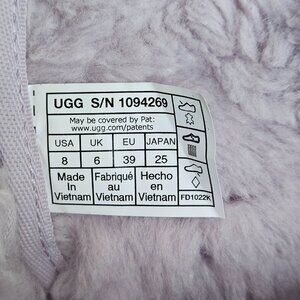 UGG S/N 1094269
May be covered by Pat:
www.ugg.com/patents
USA UK EU JAPAN
8 6 39 25
Made in Vietnam
Fabriqué au Vietnam
Hecho en Vietnam
FD1022K